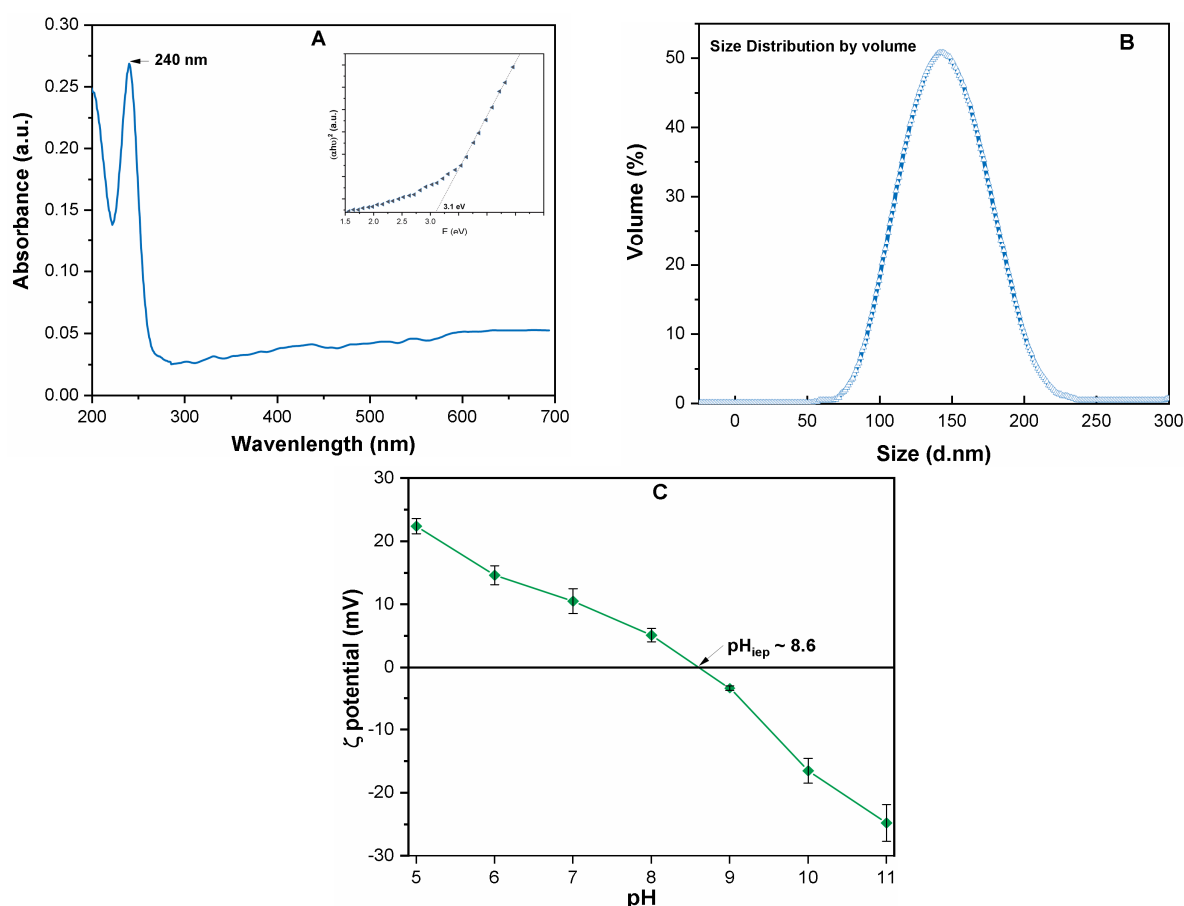 A
240 nm
0.30
0.25
0.20
0.15
0.10
0.05
0.00
200
300
400
500
600
700
Absorbance (a.u.)
Wavenlength (nm)
(αhυ)² (a.u.)
3.1 eV
1.5
2.0
2.5
3.0
E (eV)
B
Size Distribution by volume
50
40
30
20
10
0
0
50
100
150
200
250
300
Volume (%)
Size (d.nm)
C
30
20
10
0
-10
-20
-30
5
6
7
8
9
10
11
ζ potential (mV)
pH
pHiep ~ 8.6